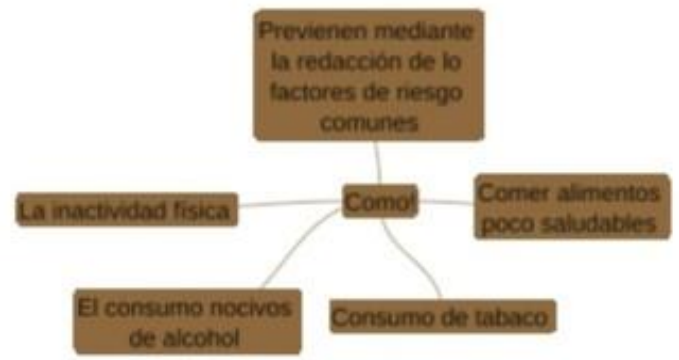 Previenen mediante
la redacción de lo
factores de riesgo
comunes
La inactividad física
Como!
Comer alimentos
poco saludables
El consumo nocivos
de alcohol
Consumo de tabaco